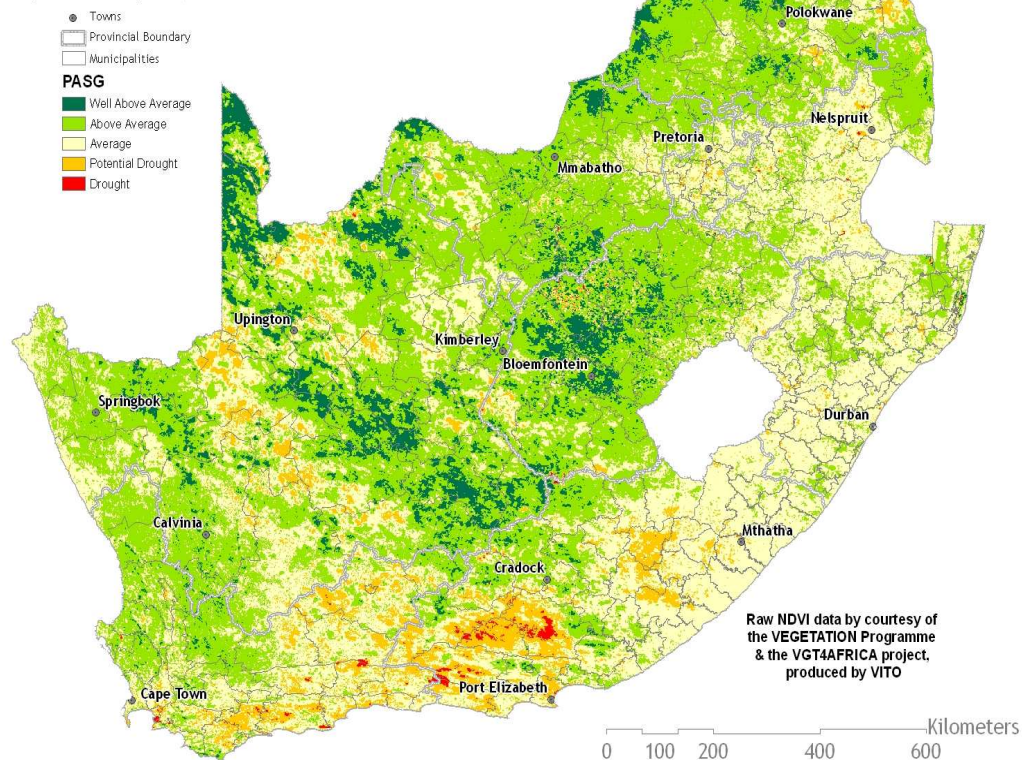 Towns
Provincial Boundary
Municipalities
PASG
Well Above Average
Above Average
Average
Potential Drought
Drought
Polokwane
Nelspruit
Pretoria
Mmabatho
Upington
Kimberley
Bloemfontein
Springbok
Durban
Calvinia
Mthatha
Cradock
Raw NDVI data by courtesy of
the VEGETATION Programme
& the VGT4AFRICA project,
produced by VITO
Port Elizabeth
Cape Town
Kilometers
0 100 200 400 600